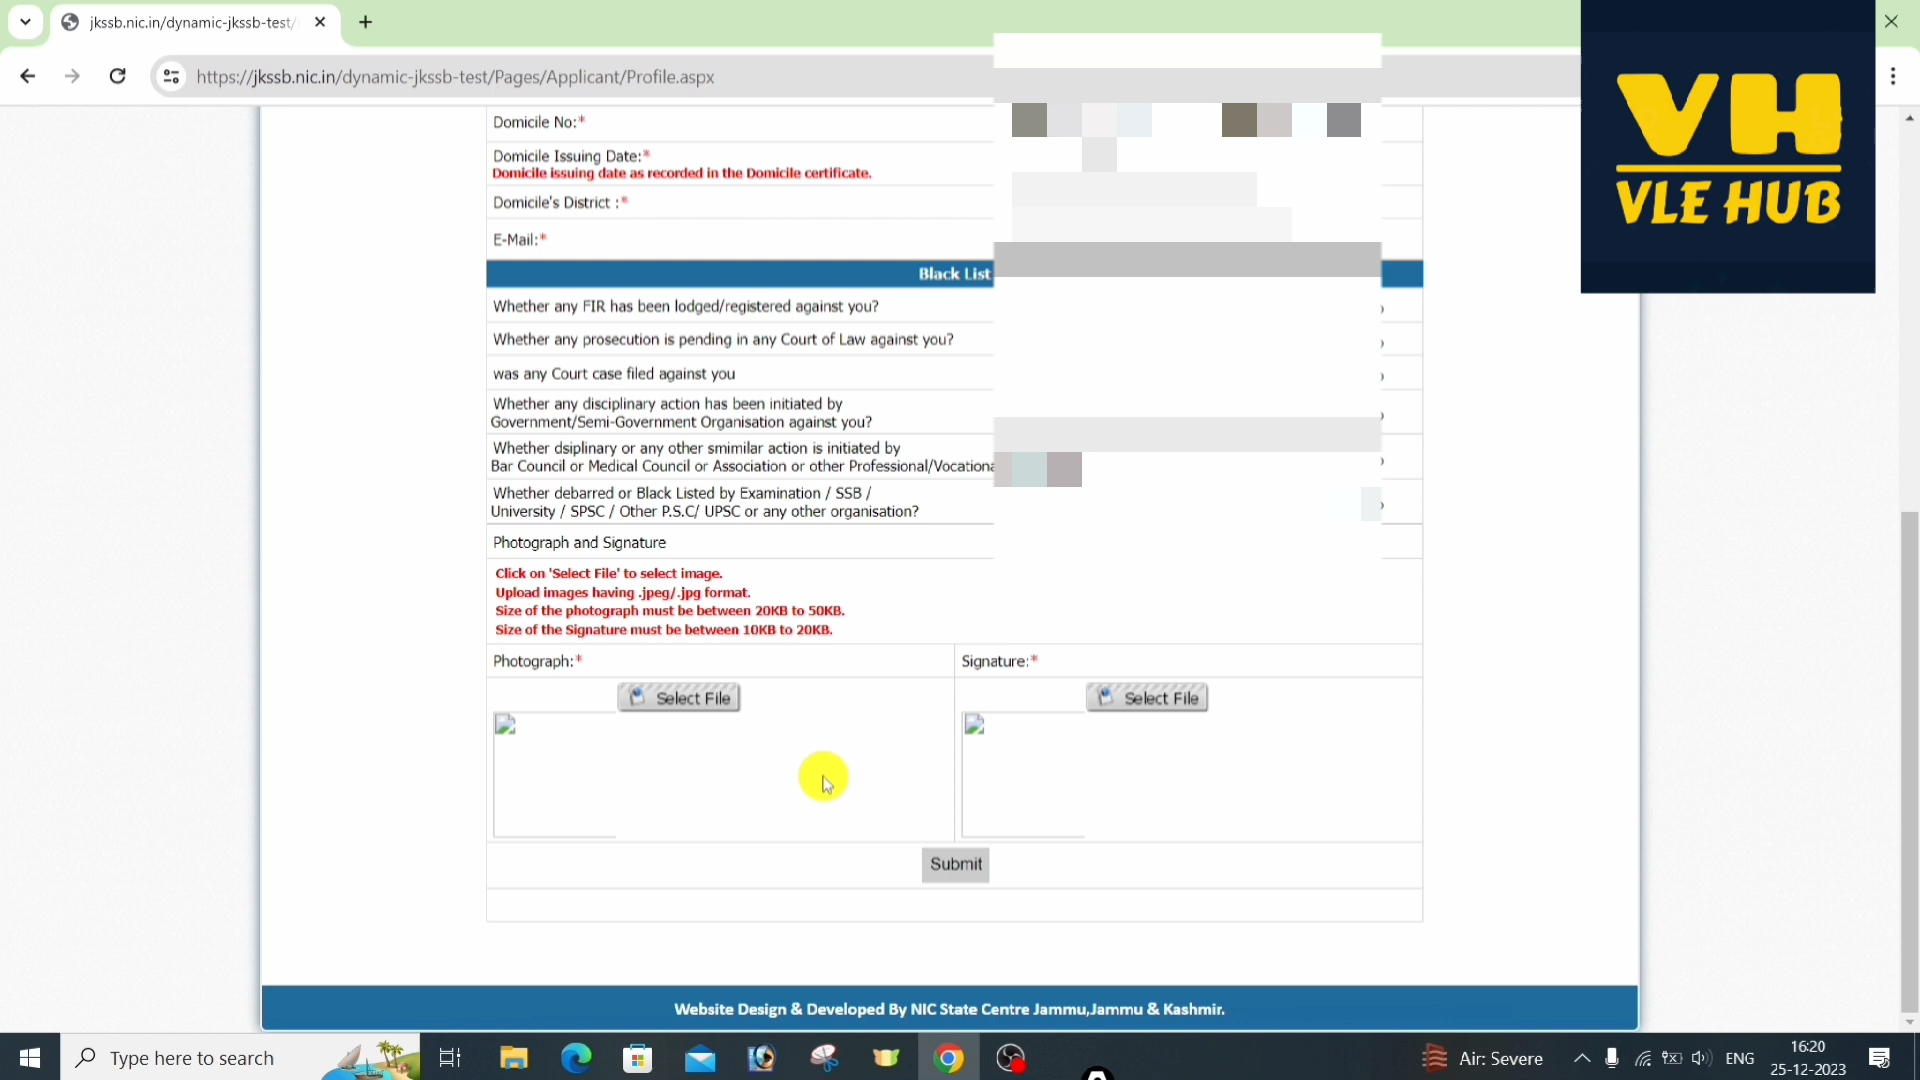 jkssb.nic.in/dynamic-jkssb-test/
https://jkssb.nic.in/dynamic-jkssb-test/Pages/Applicant/Profile.aspx
VH
VLE HUB
Domicile No:*
Domicile Issuing Date:*
Domicile issuing date as recorded in the Domicile certificate.
Domicile's District :*
E-Mail:*
Black List
Whether any FIR has been lodged/registered against you?
Whether any prosecution is pending in any Court of Law against you?
was any Court case filed against you
Whether any disciplinary action has been initiated by
Government/Semi-Government Organisation against you?
Whether dsiplinary or any other smimilar action is initiated by
Bar Council or Medical Council or Association or other Professional/Vocationa
Whether debarred or Black Listed by Examination / SSB /
University / SPSC / Other P.S.C/ UPSC or any other organisation?
Photograph and Signature
Click on 'Select File' to select image.
Upload images having .jpeg/.jpg format.
Size of the photograph must be between 20KB to 50KB.
Size of the Signature must be between 10KB to 20KB.
Photograph:* Signature:*
Select File Select File
Submit
Website Design & Developed By NIC State Centre Jammu,Jammu & Kashmir.
Type here to search
Air: Severe
ENG
16:20
25-12-2023